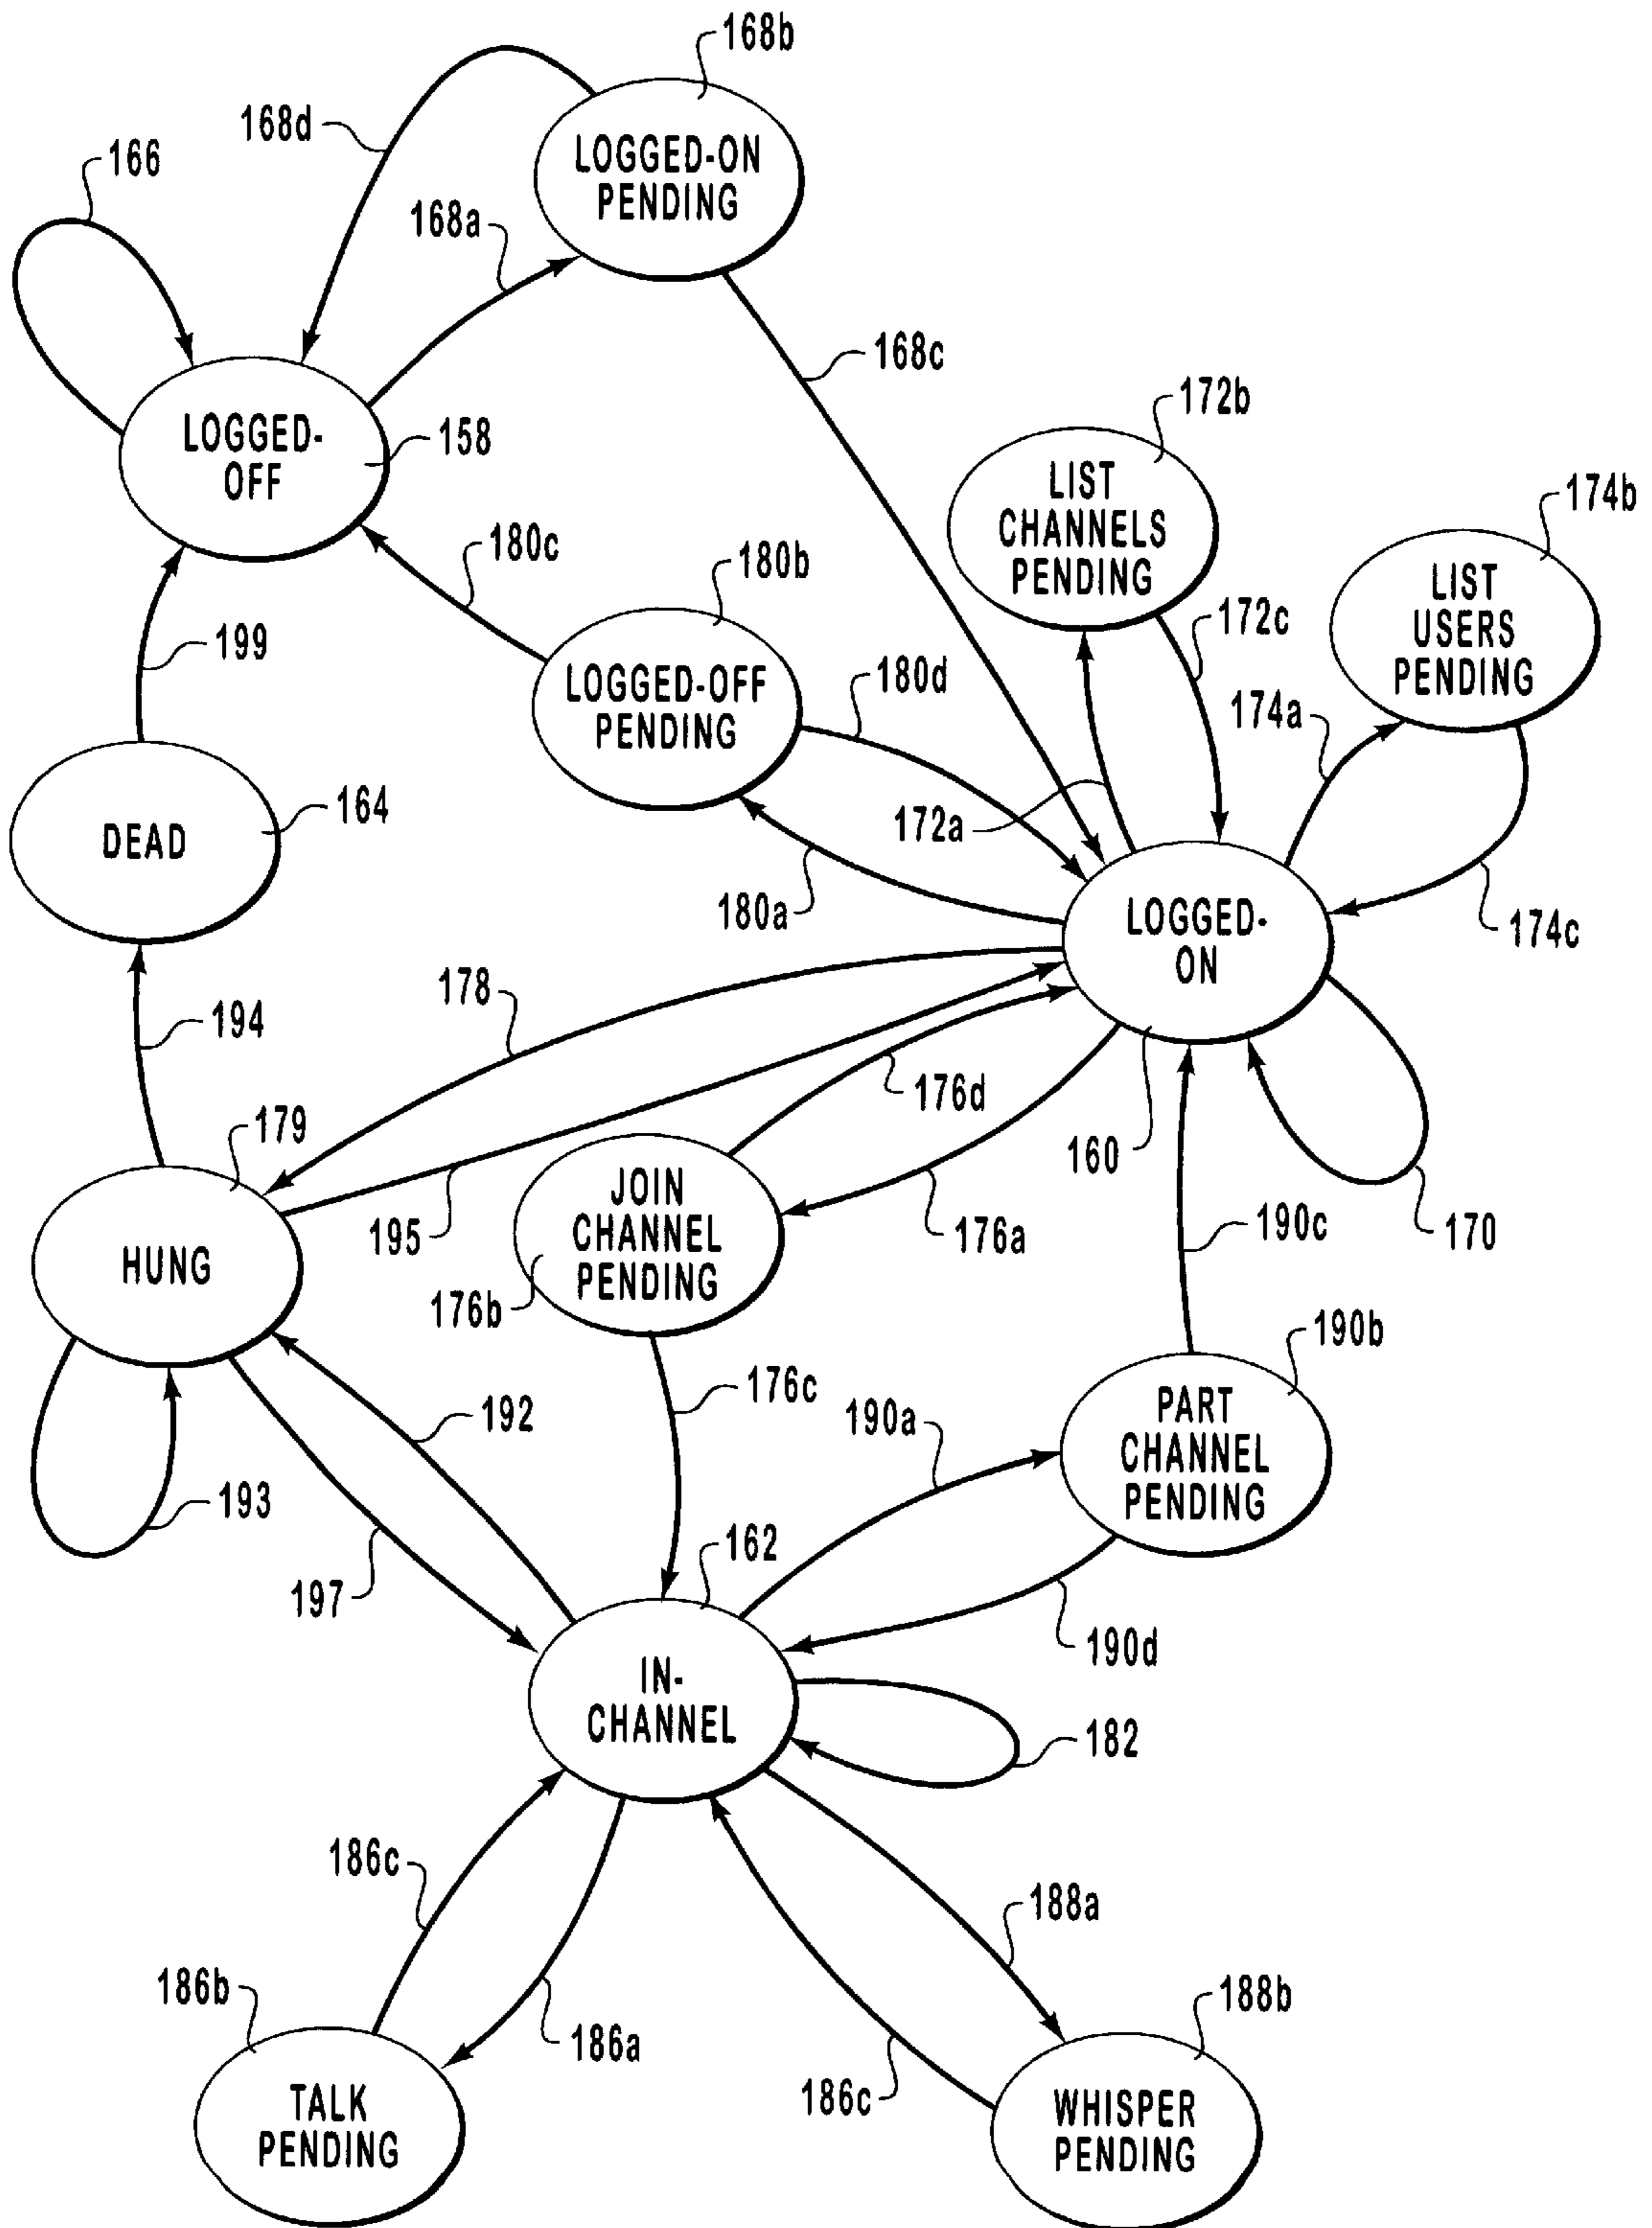 168b
168d
LOGGED-ON
PENDING
166
168a
168c
LOGGED-
OFF
158
172b
LIST
CHANNELS
PENDING
174b
LIST
USERS
PENDING
180c
180b
172c
199
LOGGED-OFF
PENDING
180d
174a
DEAD
164
172a
180a
LOGGED-
ON
174c
178
194
176d
179
160
195
JOIN
CHANNEL
PENDING
176a
190c
170
HUNG
176b
190b
176c
192
190a
PART
CHANNEL
PENDING
193
162
197
190d
IN-
CHANNEL
182
186c
188a
186b
186a
188b
186c
TALK
PENDING
WHISPER
PENDING